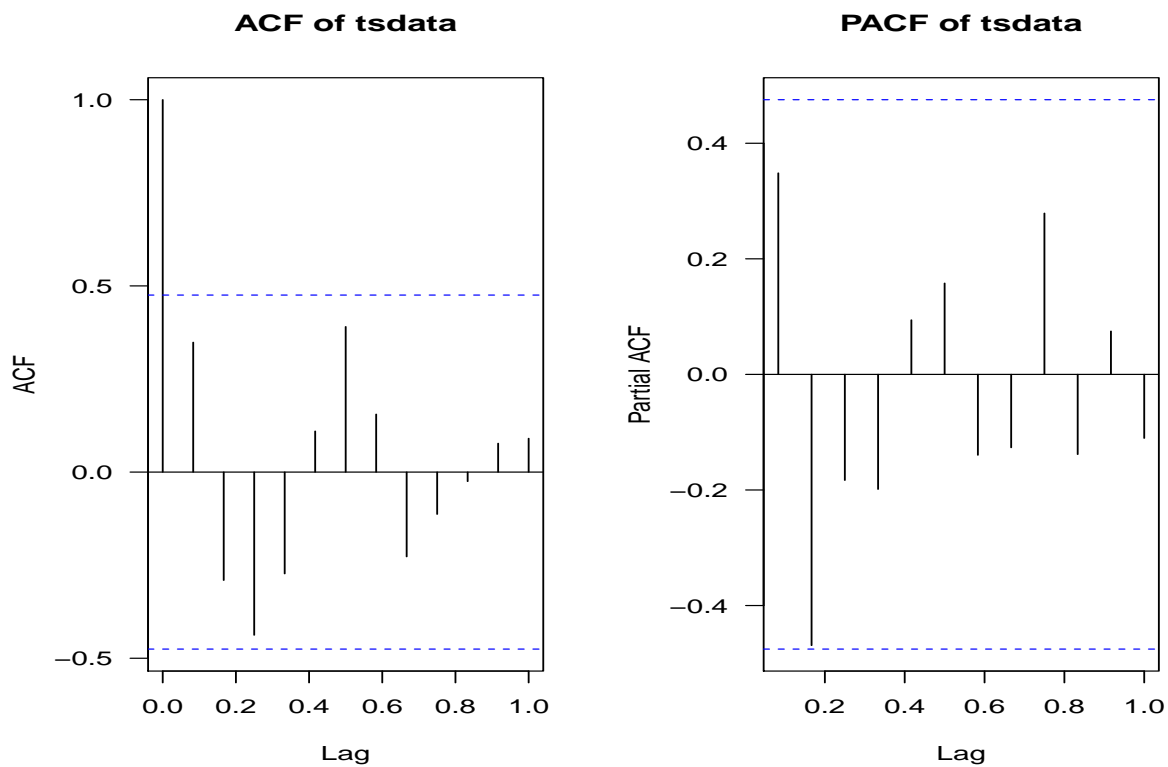 ACF of tsdata
ACF
1.0
0.5
0.0
−0.5
0.0 0.2 0.4 0.6 0.8 1.0
Lag
PACF of tsdata
Partial ACF
0.4
0.2
0.0
−0.2
−0.4
0.2 0.4 0.6 0.8 1.0
Lag